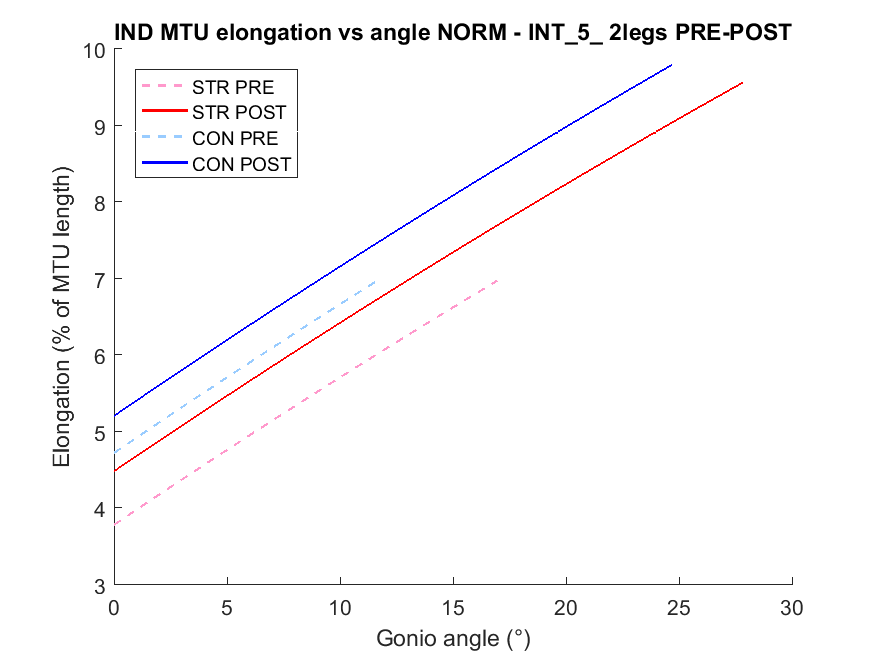 IND MTU elongation vs angle NORM - INT_5_ 2legs PRE-POST
STR PRE
STR POST
CON PRE
CON POST
Elongation (% of MTU length)
10
9
8
7
6
5
4
3
0 5 10 15 20 25 30
Gonio angle (°)